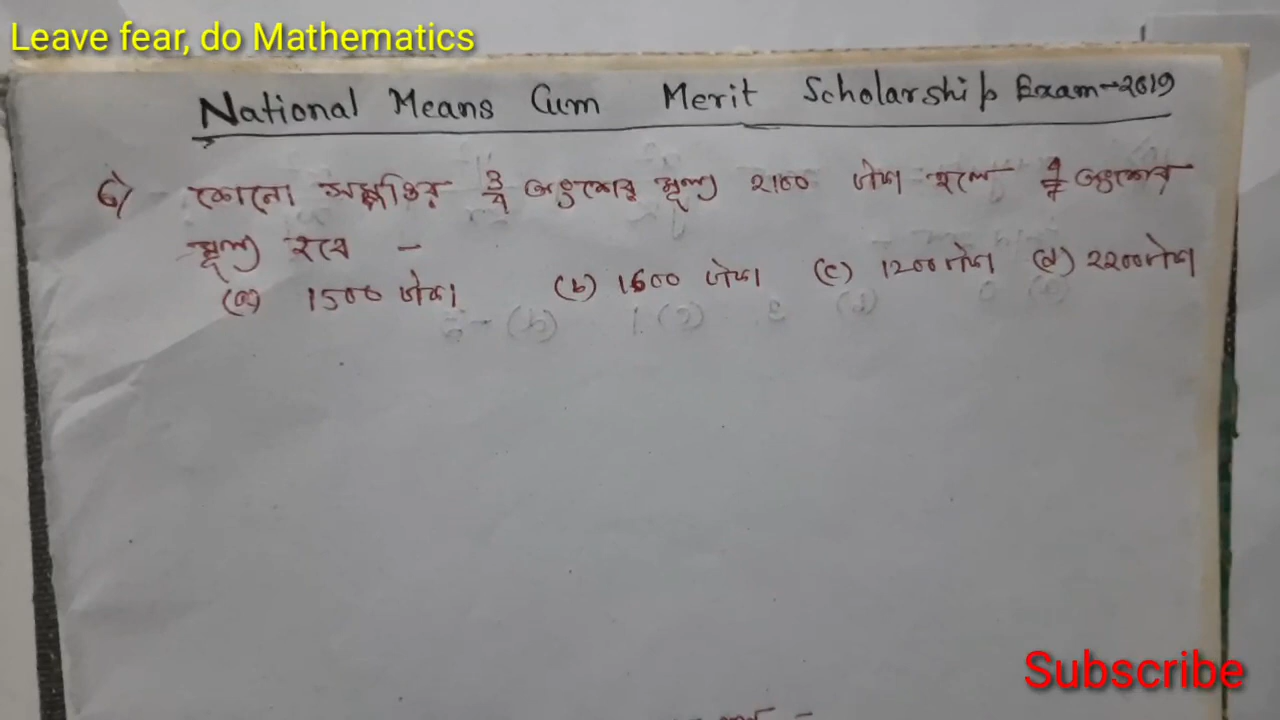 Leave fear, do Mathematics
National Means Cum Merit Scholarship Exam-2019
6) কোনো সম্পত্তির 3/4 অংশের মূল্য 2100 টাকা হলে 4/7 অংশের
মূল্য হবে –
(a) 1500 টাকা (b) 1600 টাকা (c) 1200 টাকা (d) 2200 টাকা
Subscribe